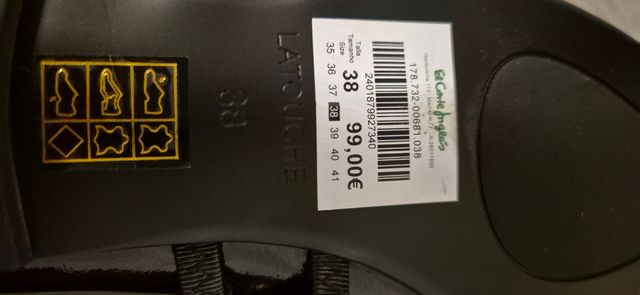 El Corte Inglés
178.732-00681.038
2401879927340
Talla
Tamanho
Size
38
99,00€
35 36 37 38 39 40 41
LATOUCHE
38